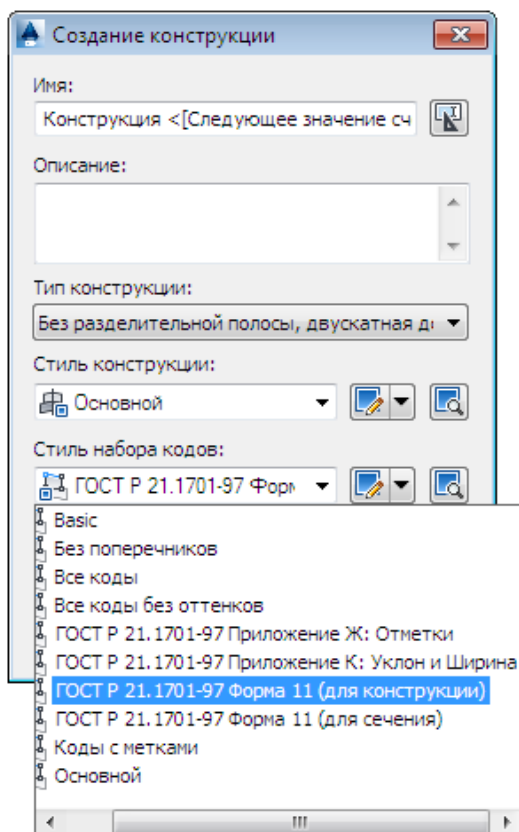 Создание конструкции
Имя:
Конструкция <[Следующее значение сч
Описание:
Тип конструкции:
Без разделительной полосы, двускатная д
Стиль конструкции:
Основной
Стиль набора кодов:
ГОСТ Р 21.1701-97 Форм
Basic
Без поперечников
Все коды
Все коды без оттенков
ГОСТ Р 21.1701-97 Приложение Ж: Отметки
ГОСТ Р 21.1701-97 Приложение К: Уклон и Ширина
ГОСТ Р 21.1701-97 Форма 11 (для конструкции)
ГОСТ Р 21.1701-97 Форма 11 (для сечения)
Коды с метками
Основной